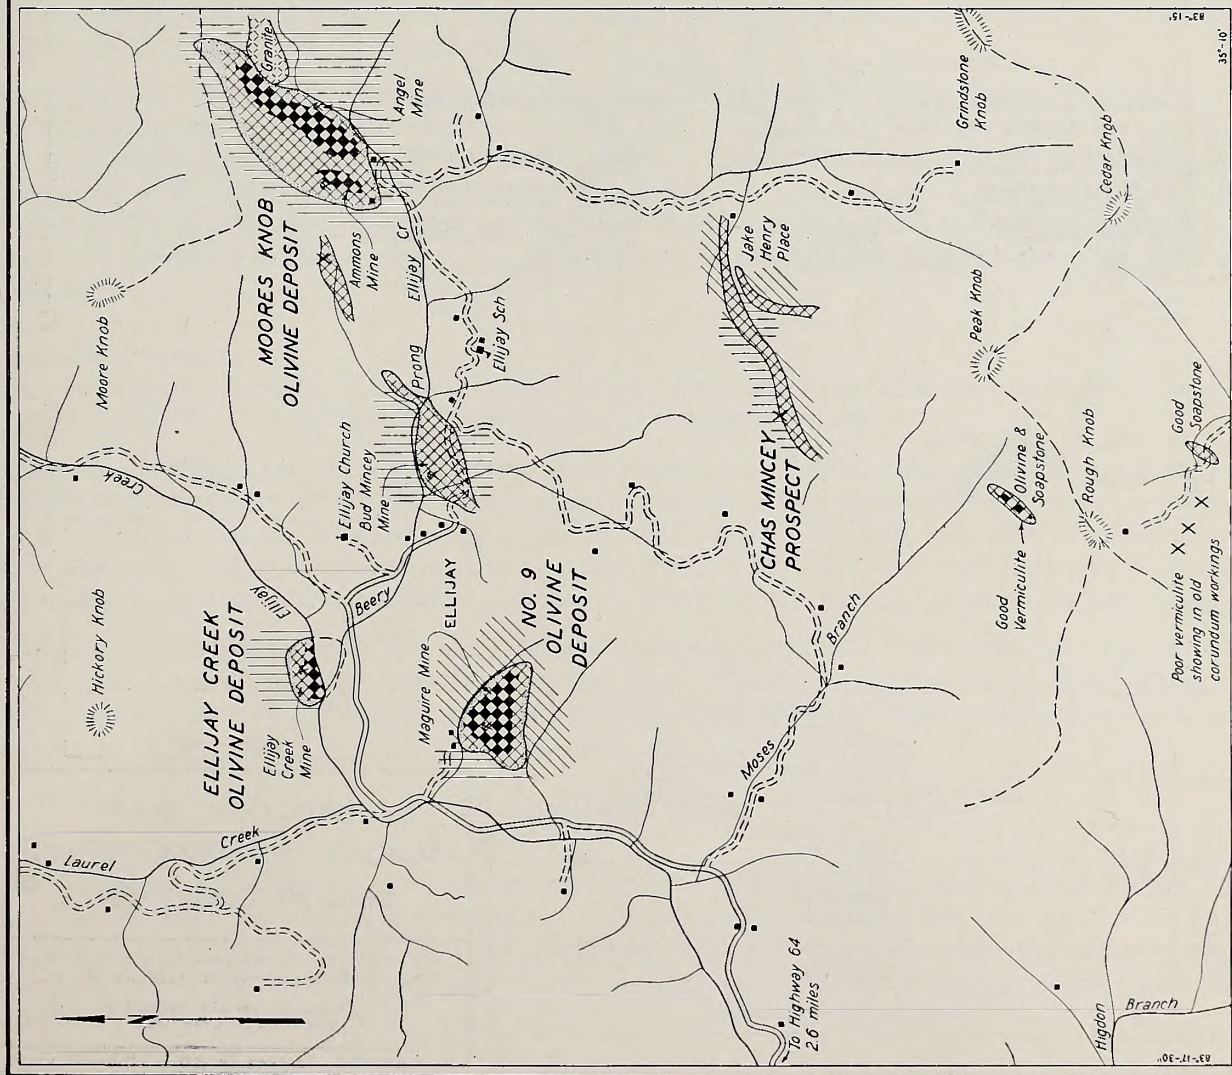 83°-15'
35°-10'
Granite
Angel
Mine
Grindstone
Knob
Cedar Knob
MOORES KNOB
OLIVINE DEPOSIT
Ammons
Mine
Jake
Henry
Place
Moore Knob
Prong
Ellijay
Cr
Ellijay Sch
Peak Knob
Creek
Ellijay Church
Bud Mincey
Mine
CHAS MINCEY
PROSPECT
Olivine &
Soapstone
Rough Knob
Good
Soapstone
Hickory Knob
ELLIJAY CREEK
OLIVINE DEPOSIT
Ellijay
Beery
ELLIJAY
NO. 9
OLIVINE
DEPOSIT
Branch
Good
Vermiculite
Poor vermiculite
showing in old
corundum workings
Ellijay
Creek
Mine
Maguire Mine
Moses
Laurel
Creek
N
To Highway 64
2.6 miles
Higdon
Branch
83°-17'-30"